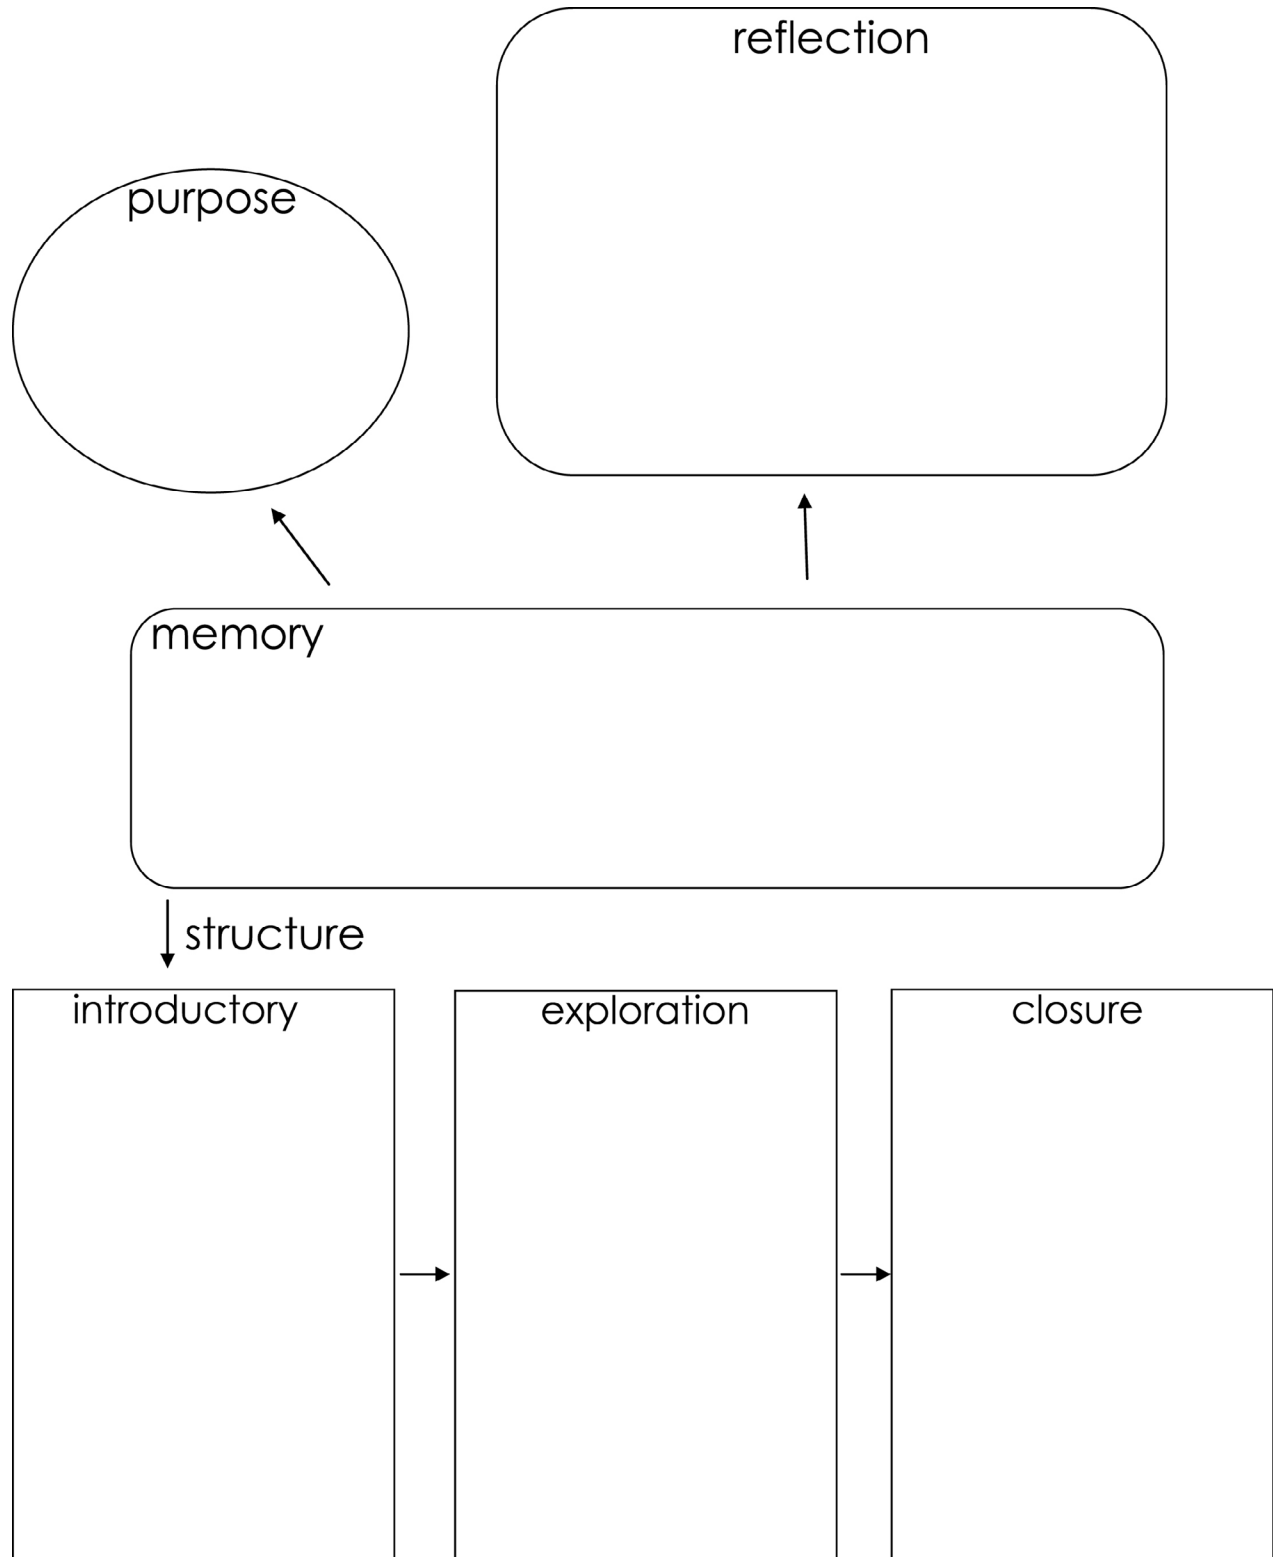 reflection
purpose
memory
structure
introductory
exploration
closure